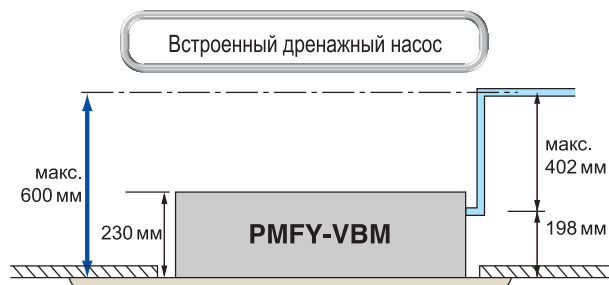 Встроенный дренажный насос
макс.
600 мм
230 мм
PMFY-VBM
макс.
402 мм
198 мм